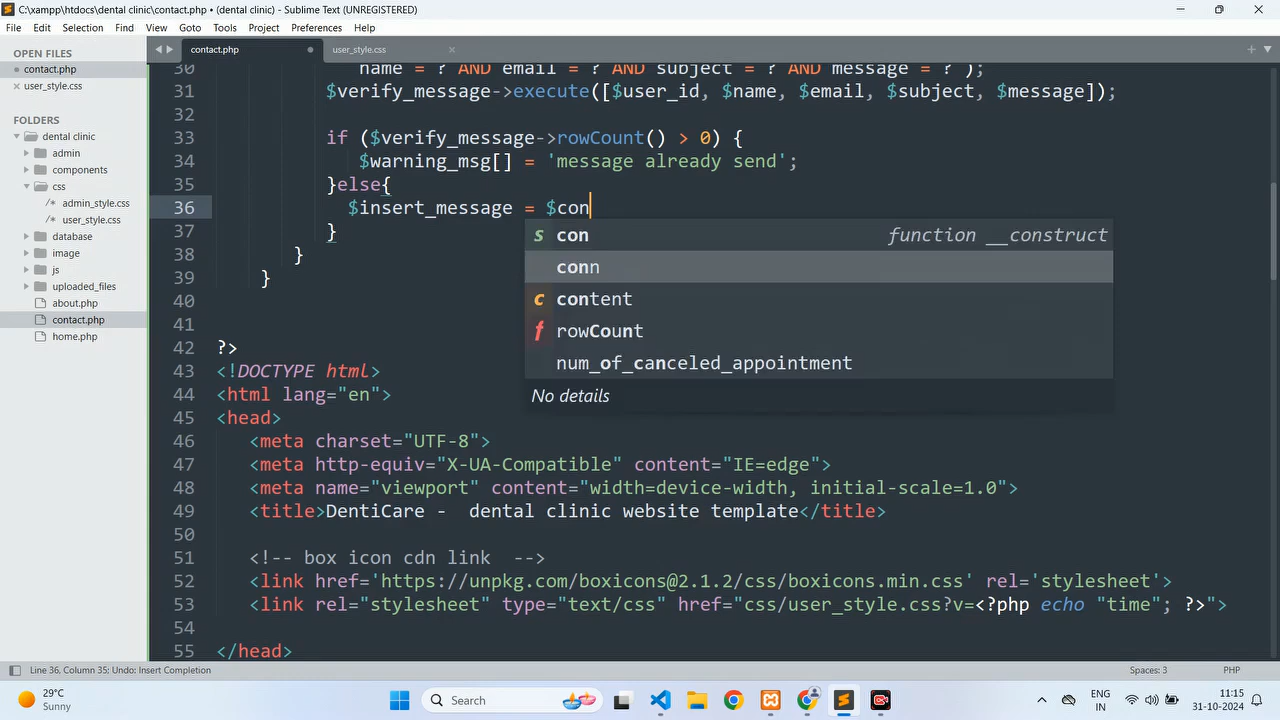 C:\xampp\htdocs\dental clinic\contact.php • (dental clinic) - Sublime Text (UNREGISTERED)
File Edit Selection Find View Goto Tools Project Preferences Help
OPEN FILES
contact.php
user_style.css
FOLDERS
dental clinic
admin
components
css
admin_style.css
user_style.css
database
image
js
uploaded_files
about.php
contact.php
home.php
contact.php user_style.css
30 name = ? AND email = ? AND subject = ? AND message = ?");
31 $verify_message->execute([$user_id, $name, $email, $subject, $message]);
32
33 if ($verify_message->rowCount() > 0) {
34 $warning_msg[] = 'message already send';
35 }else{
36 $insert_message = $con
37 }
38 }
39 }
40
41
42 ?>
43 <!DOCTYPE html>
44 <html lang="en">
45 <head>
46 <meta charset="UTF-8">
47 <meta http-equiv="X-UA-Compatible" content="IE=edge">
48 <meta name="viewport" content="width=device-width, initial-scale=1.0">
49 <title>DentiCare -  dental clinic website template</title>
50
51 <!-- box icon cdn link  -->
52 <link href='https://unpkg.com/boxicons@2.1.2/css/boxicons.min.css' rel='stylesheet'>
53 <link rel="stylesheet" type="text/css" href="css/user_style.css?v=<?php echo "time"; ?>">
54
55 </head>
s con function __construct
conn
c content
f rowCount
num_of_canceled_appointment
No details
Line 36, Column 35; Undo: Insert Completion Spaces: 3 PHP
29°C
Sunny
Search
ENG
IN
11:15
31-10-2024